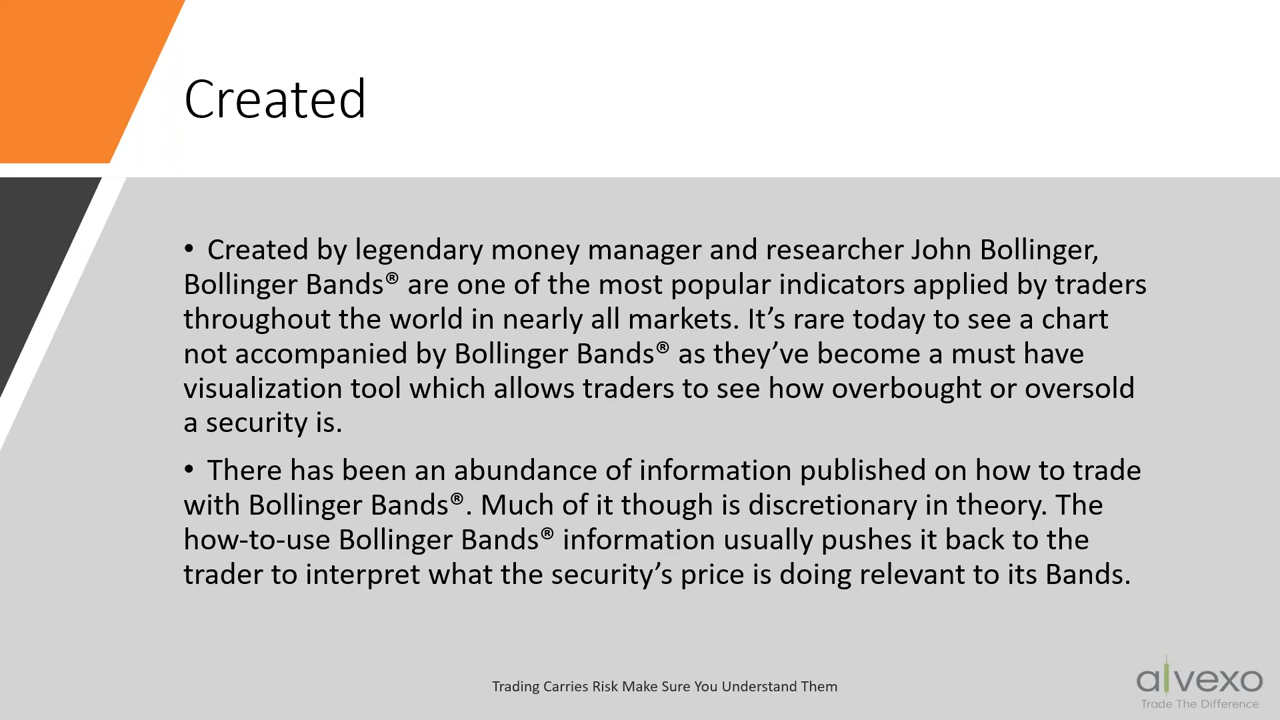 Created
• Created by legendary money manager and researcher John Bollinger,
Bollinger Bands® are one of the most popular indicators applied by traders
throughout the world in nearly all markets. It’s rare today to see a chart
not accompanied by Bollinger Bands® as they’ve become a must have
visualization tool which allows traders to see how overbought or oversold
a security is.
• There has been an abundance of information published on how to trade
with Bollinger Bands®. Much of it though is discretionary in theory. The
how-to-use Bollinger Bands® information usually pushes it back to the
trader to interpret what the security’s price is doing relevant to its Bands.
Trading Carries Risk Make Sure You Understand Them
alvexo
Trade The Difference